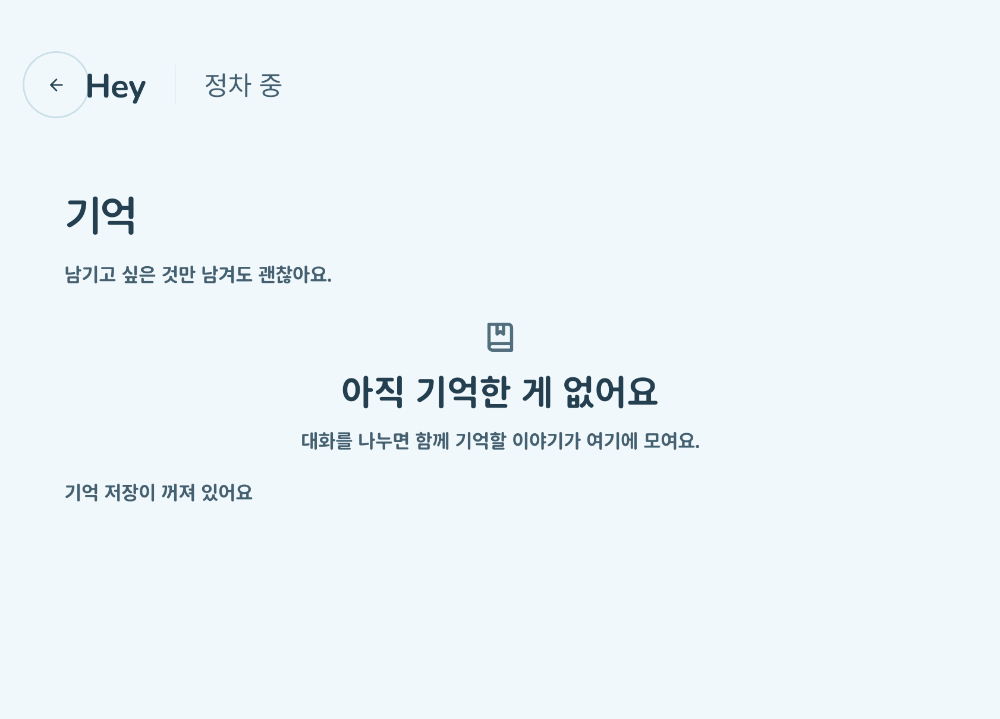 Hey
정차 중
기억
남기고 싶은 것만 남겨도 괜찮아요.
아직 기억한 게 없어요
대화를 나누면 함께 기억할 이야기가 여기에 모여요.
기억 저장이 꺼져 있어요